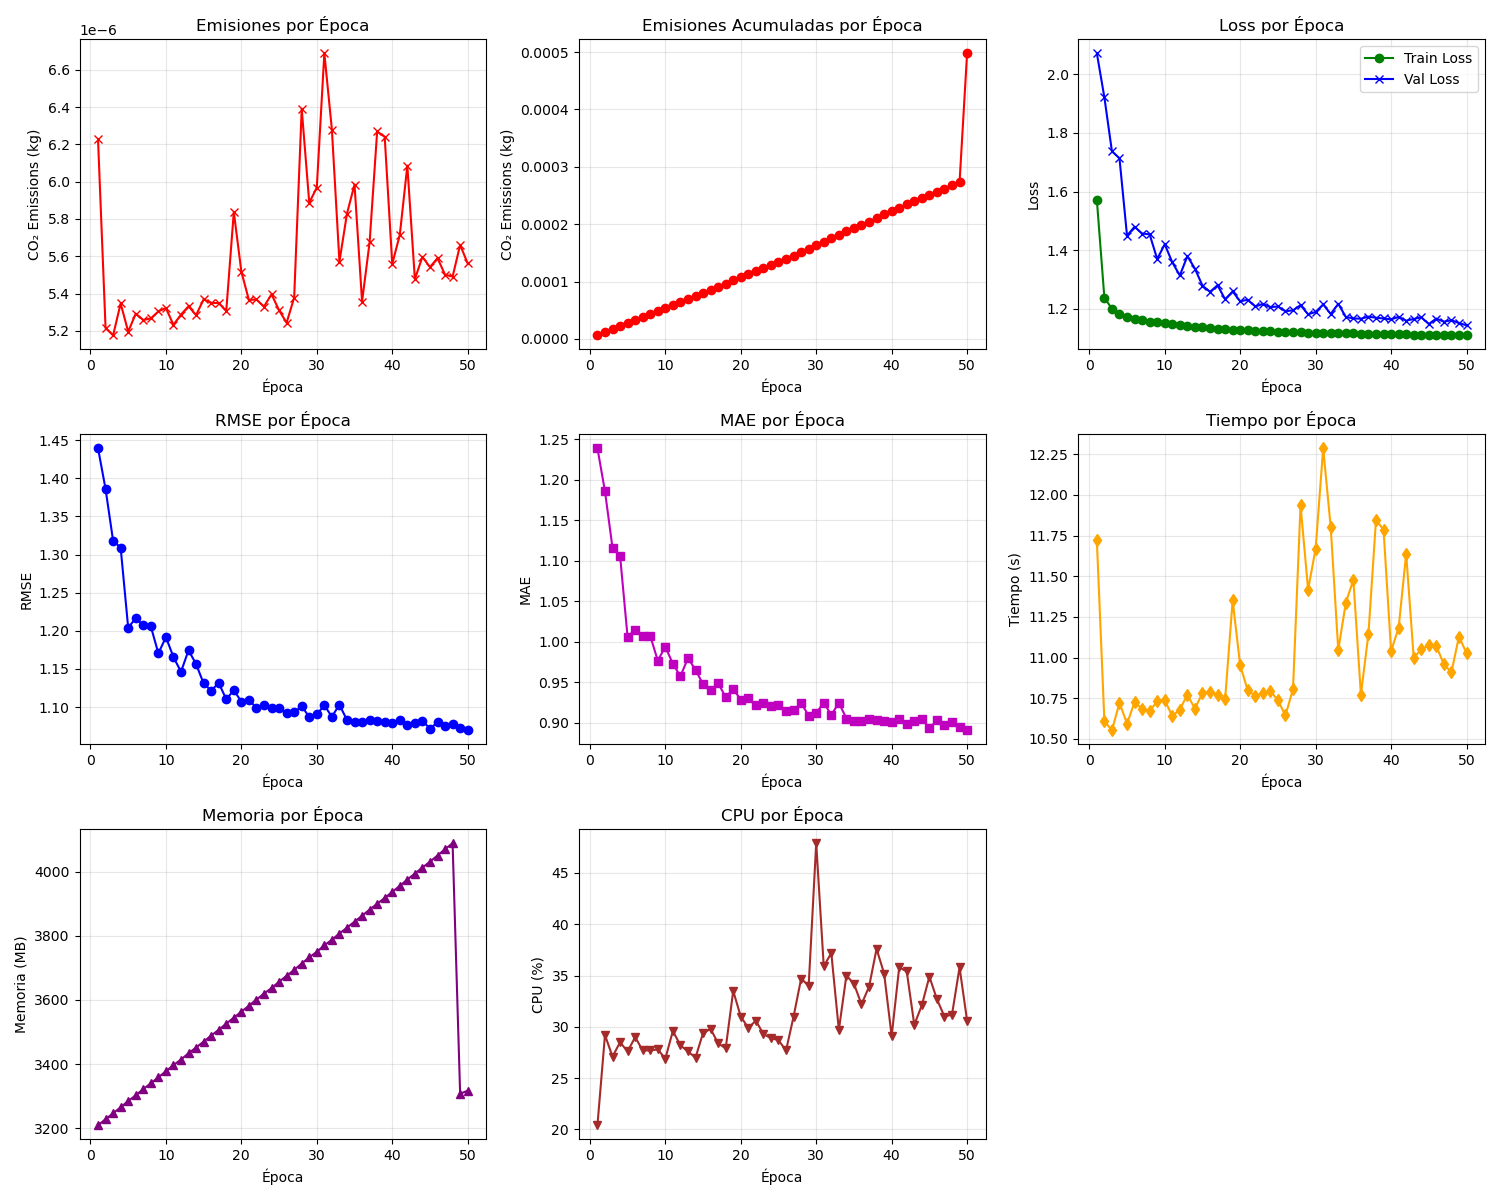 Emisiones por Época
1e−6
CO₂ Emissions (kg)
6.6
6.4
6.2
6.0
5.8
5.6
5.4
5.2
0 10 20 30 40 50
Época
Emisiones Acumuladas por Época
CO₂ Emissions (kg)
0.0005
0.0004
0.0003
0.0002
0.0001
0.0000
0 10 20 30 40 50
Época
Loss por Época
Train Loss
Val Loss
Loss
2.0
1.8
1.6
1.4
1.2
0 10 20 30 40 50
Época
RMSE por Época
RMSE
1.45
1.40
1.35
1.30
1.25
1.20
1.15
1.10
0 10 20 30 40 50
Época
MAE por Época
MAE
1.25
1.20
1.15
1.10
1.05
1.00
0.95
0.90
0 10 20 30 40 50
Época
Tiempo por Época
Tiempo (s)
12.25
12.00
11.75
11.50
11.25
11.00
10.75
10.50
0 10 20 30 40 50
Época
Memoria por Época
Memoria (MB)
4000
3800
3600
3400
3200
0 10 20 30 40 50
Época
CPU por Época
CPU (%)
45
40
35
30
25
20
0 10 20 30 40 50
Época